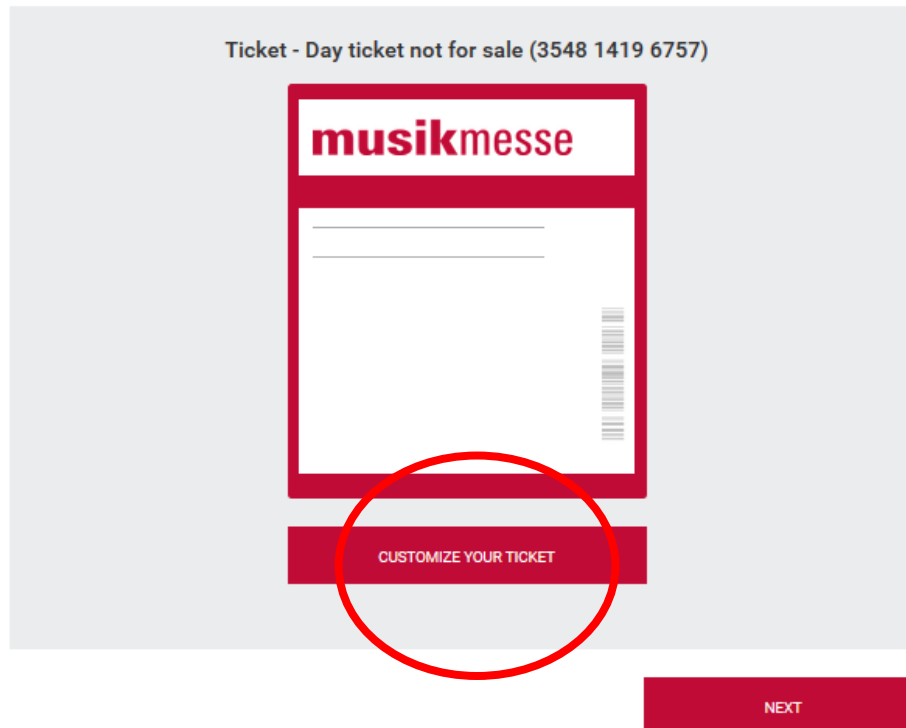 Ticket - Day ticket not for sale (3548 1419 6757)
musikmesse
CUSTOMIZE YOUR TICKET
NEXT